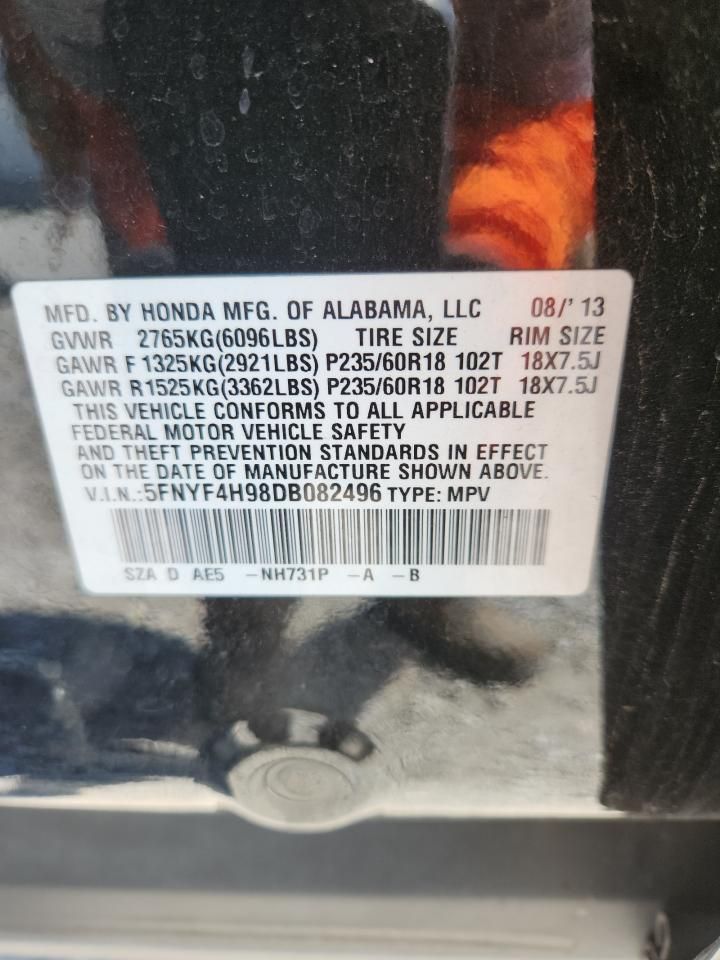 MFD. BY HONDA MFG. OF ALABAMA, LLC 08/' 13
GVWR 2765KG(6096LBS) TIRE SIZE RIM SIZE
GAWR F 1325KG(2921LBS) P235/60R18 102T 18X7.5J
GAWR R1525KG(3362LBS) P235/60R18 102T 18X7.5J
THIS VEHICLE CONFORMS TO ALL APPLICABLE
FEDERAL MOTOR VEHICLE SAFETY
AND THEFT PREVENTION STANDARDS IN EFFECT
ON THE DATE OF MANUFACTURE SHOWN ABOVE.
V.I.N.:5FNYF4H98DB082496 TYPE: MPV
SZA D AE5 -NH731P -A -B